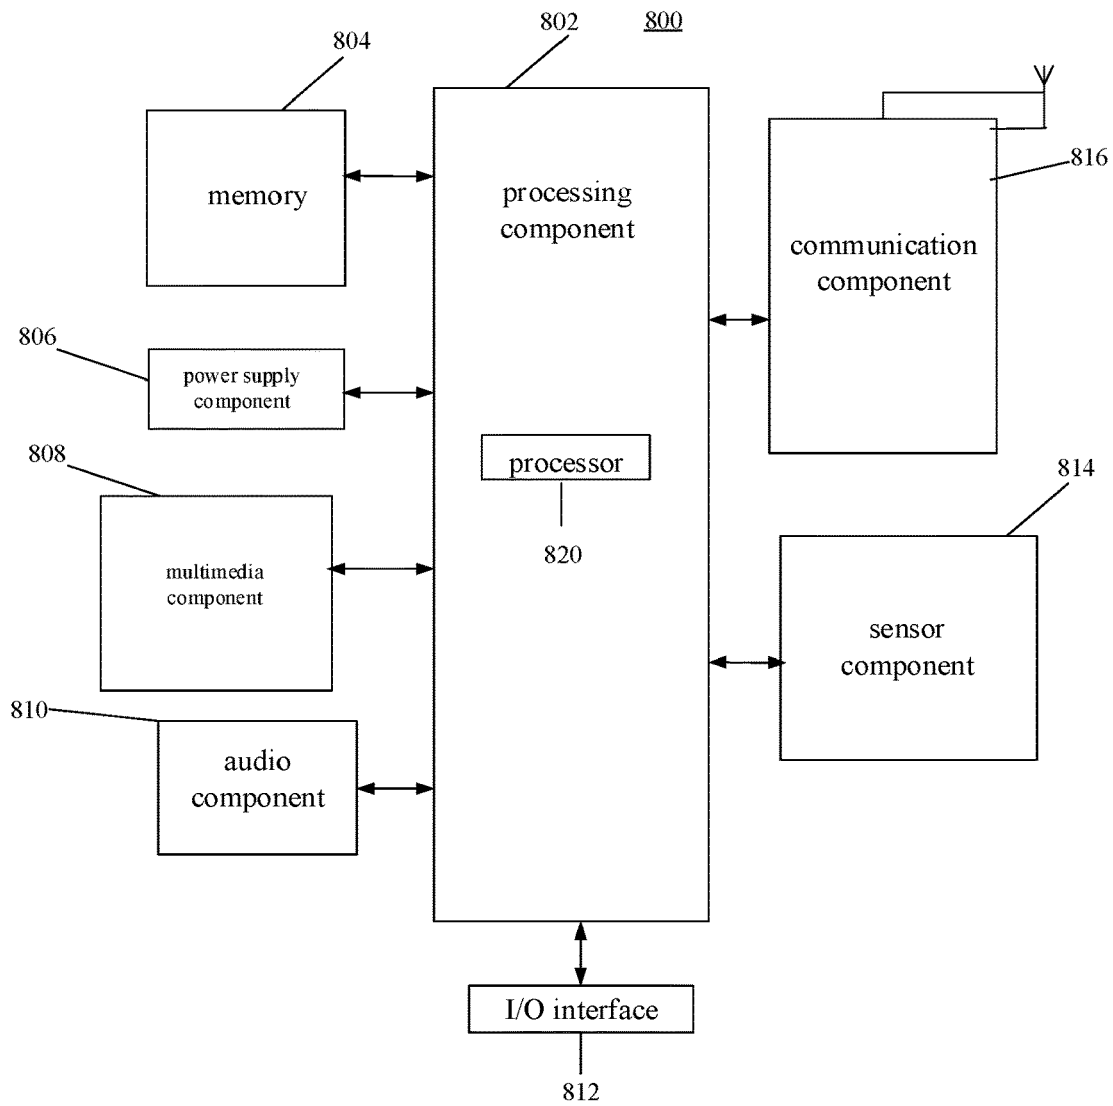 802
800
804
memory
processing
component
816
communication
component
806
power supply
component
808
processor
820
814
multimedia
component
sensor
component
810
audio
component
I/O interface
812